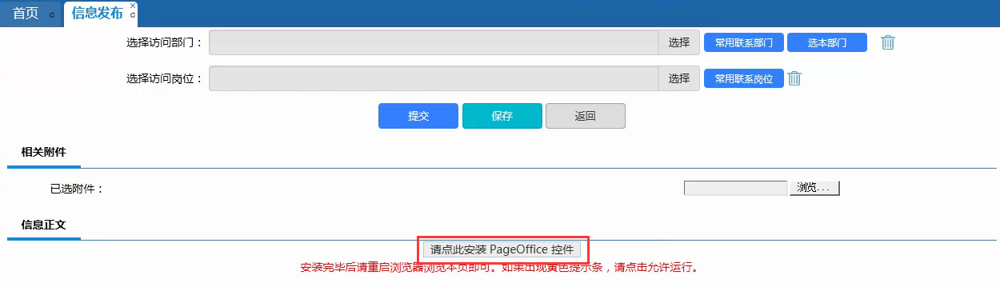 首页 信息发布
选择访问部门： 选择 常用联系部门 选本部门
选择访问岗位： 选择 常用联系岗位
提交 保存 返回
相关附件
已选附件： 浏览...
信息正文
请点此安装 PageOffice 控件
安装完毕后请重启浏览器浏览本页即可。如果出现黄色提示条，请点击允许运行。